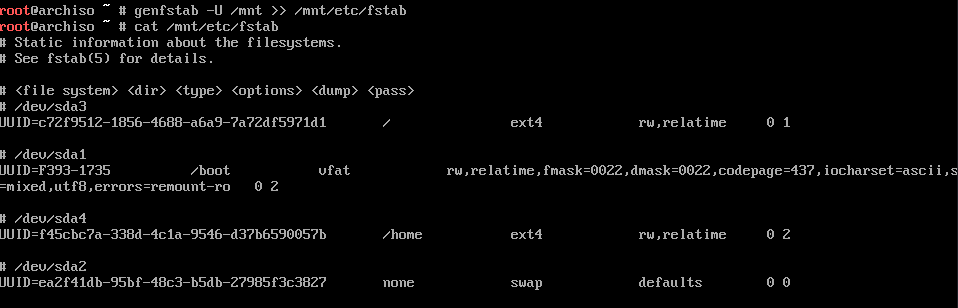 root@archiso ~ # genfstab -U /mnt >> /mnt/etc/fstab
root@archiso ~ # cat /mnt/etc/fstab
# Static information about the filesystems.
# See fstab(5) for details.
# <file system> <dir> <type> <options> <dump> <pass>
# /dev/sda3
UUID=c72f9512-1856-4688-a6a9-7a72df5971d1 / ext4 rw,relatime 0 1
# /dev/sda1
UUID=F393-1735 /boot vfat rw,relatime,fmask=0022,dmask=0022,codepage=437,iocharset=ascii,s
=mixed,utf8,errors=remount-ro 0 2
# /dev/sda4
UUID=f45cbc7a-338d-4c1a-9546-d37b6590057b /home ext4 rw,relatime 0 2
# /dev/sda2
UUID=ea2f41db-95bf-48c3-b5db-27985f3c3827 none swap defaults 0 0